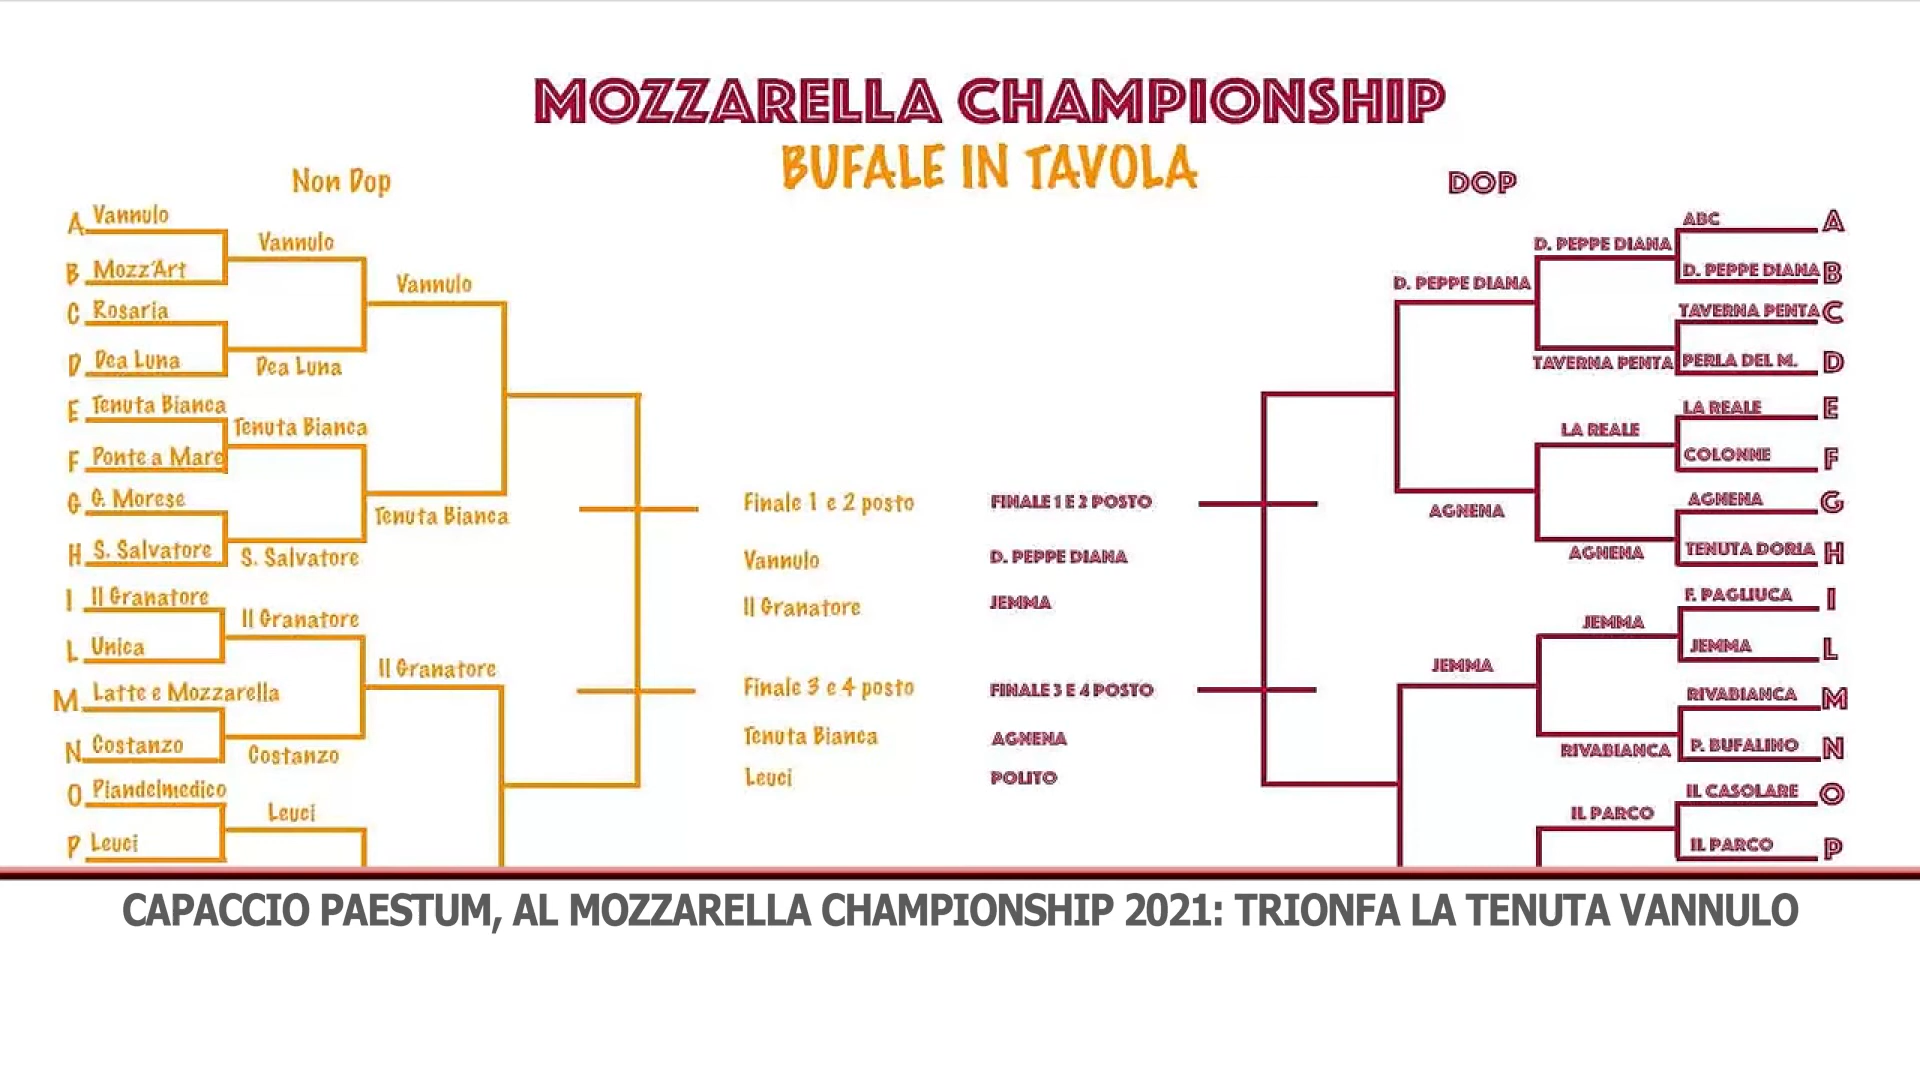 MOZZARELLA CHAMPIONSHIP
BUFALE IN TAVOLA
Non Dop
A Vannulo
B Mozz'Art
C Rosaria
D Dea Luna
E Tenuta Bianca
F Ponte a Mare
G G. Morese
H S. Salvatore
I Il Granatore
L Unica
M Latte e Mozzarella
N Costanzo
O Piandelmedico
P Leuci
Vannulo
Dea Luna
Tenuta Bianca
S. Salvatore
Il Granatore
Costanzo
Leuci
Vannulo
Tenuta Bianca
Il Granatore
Finale 1 e 2 posto
Vannulo
Il Granatore
Finale 3 e 4 posto
Tenuta Bianca
Leuci
FINALE 1 E 2 POSTO
D. PEPPE DIANA
JEMMA
FINALE 3 E 4 POSTO
AGNENA
POLITO
DOP
D. PEPPE DIANA
AGNENA
JEMMA
D. PEPPE DIANA
TAVERNA PENTA
LA REALE
AGNENA
JEMMA
RIVABIANCA
IL PARCO
ABC A
D. PEPPE DIANA B
TAVERNA PENTA C
PERLA DEL M. D
LA REALE E
COLONNE F
AGNENA G
TENUTA DORIA H
F. PAGLIUCA I
JEMMA L
RIVABIANCA M
P. BUFALINO N
IL CASOLARE O
IL PARCO P
CAPACCIO PAESTUM, AL MOZZARELLA CHAMPIONSHIP 2021: TRIONFA LA TENUTA VANNULO